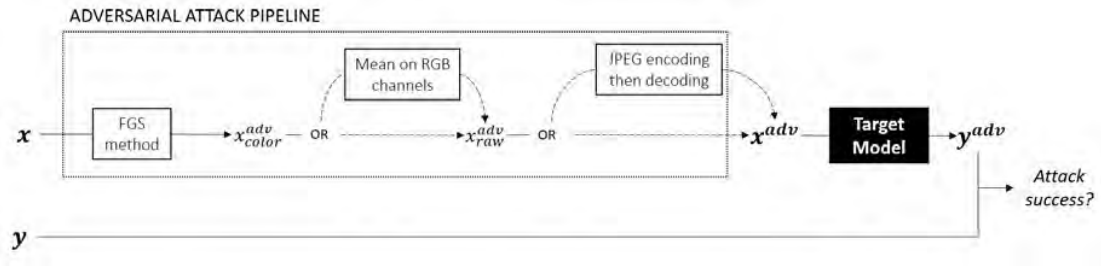 ADVERSARIAL ATTACK PIPELINE
Mean on RGB
channels
JPEG encoding
then decoding
x
FGS
method
x_color^adv
OR
x_raw^adv
OR
x^adv
Target
Model
y^adv
Attack
success?
y